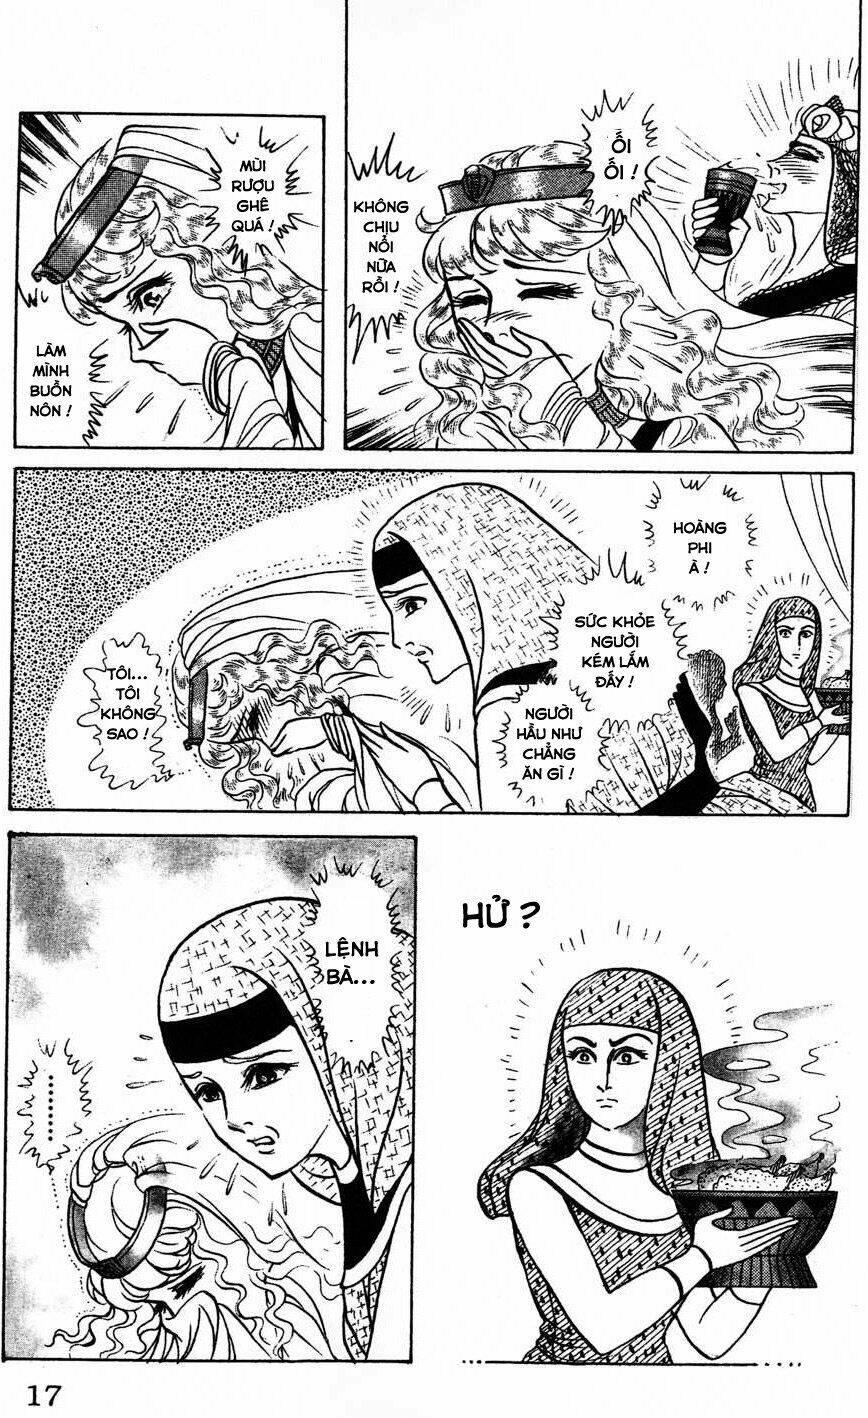 ỐI
ỐI !
KHÔNG
CHỊU
NỔI
NỮA
RỒI !
MÙI
RƯỢU
GHÊ
QUÁ !
LÀM
MÌNH
BUỒN
NÔN !
HOÀNG
PHI
À !
SỨC KHỎE
NGƯỜI
KÉM LẮM
ĐẤY !
NGƯỜI
HẦU NHƯ
CHẲNG
ĂN GÌ !
TÔI...
TÔI
KHÔNG
SAO !
HỬ ?
LỆNH
BÀ...
.........
17